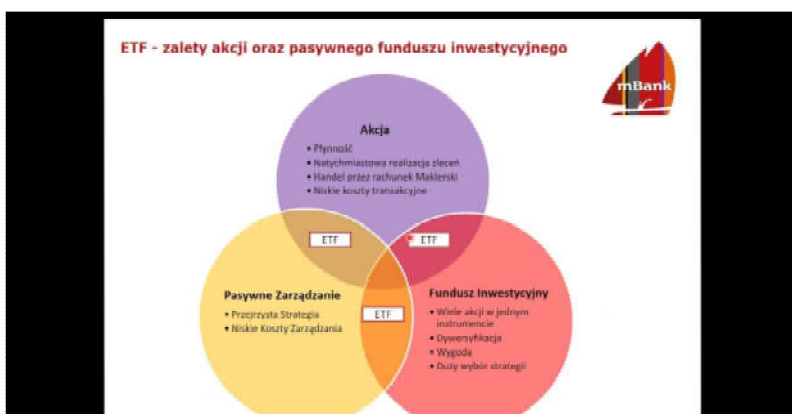 ETF - zalety akcji oraz pasywnego funduszu inwestycyjnego
mBank
Akcja
• Płynność
• Natychmiastowa realizacja zleceń
• Handel przez rachunek Maklerski
• Niskie koszty transakcyjne
ETF
ETF
Pasywne Zarządzanie
• Przejrzysta Strategia
• Niskie Koszty Zarządzania
ETF
Fundusz Inwestycyjny
• Wiele akcji w jednym
instrumencie
• Dywersyfikacja
• Wygoda
• Duży wybór strategii